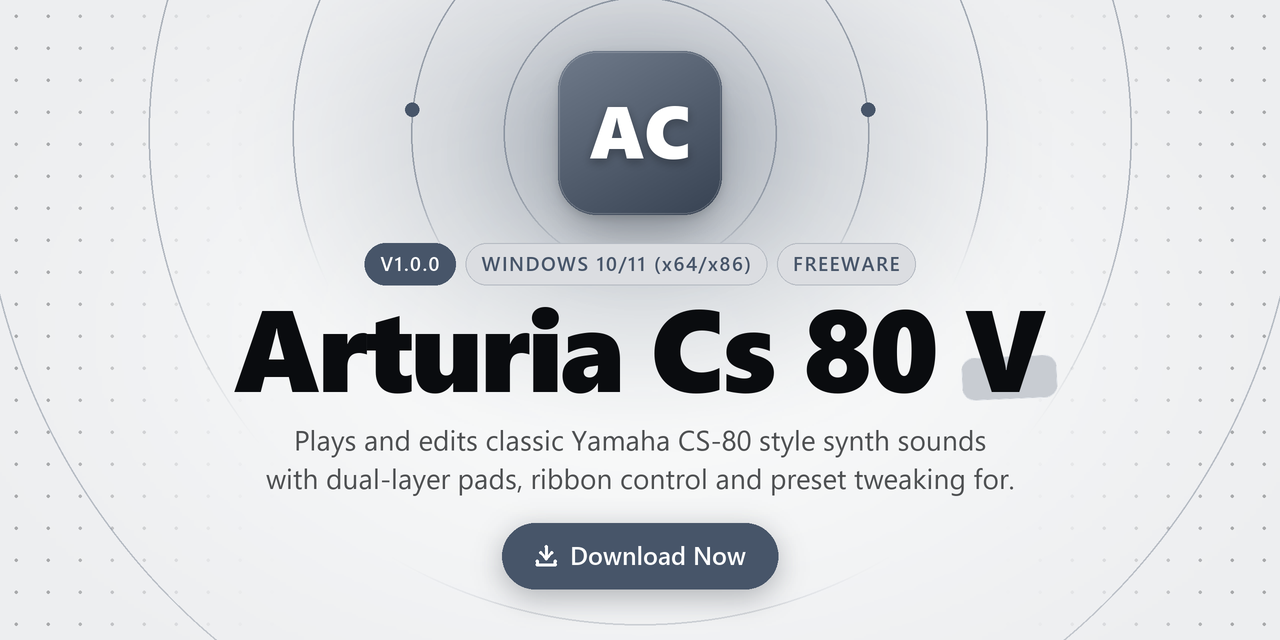 AC
V1.0.0 WINDOWS 10/11 (x64/x86) FREEWARE
Arturia Cs 80 V
Plays and edits classic Yamaha CS-80 style synth sounds
with dual-layer pads, ribbon control and preset tweaking for.
Download Now